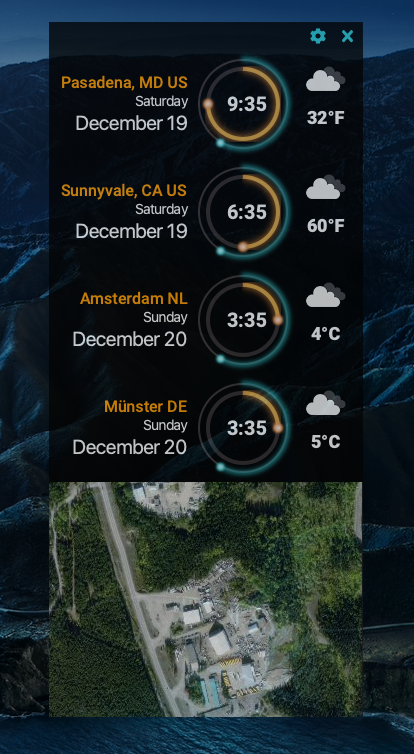 Pasadena, MD US
Saturday
December 19
9:35
32°F
Sunnyvale, CA US
Saturday
December 19
6:35
60°F
Amsterdam NL
Sunday
December 20
3:35
4°C
Münster DE
Sunday
December 20
3:35
5°C